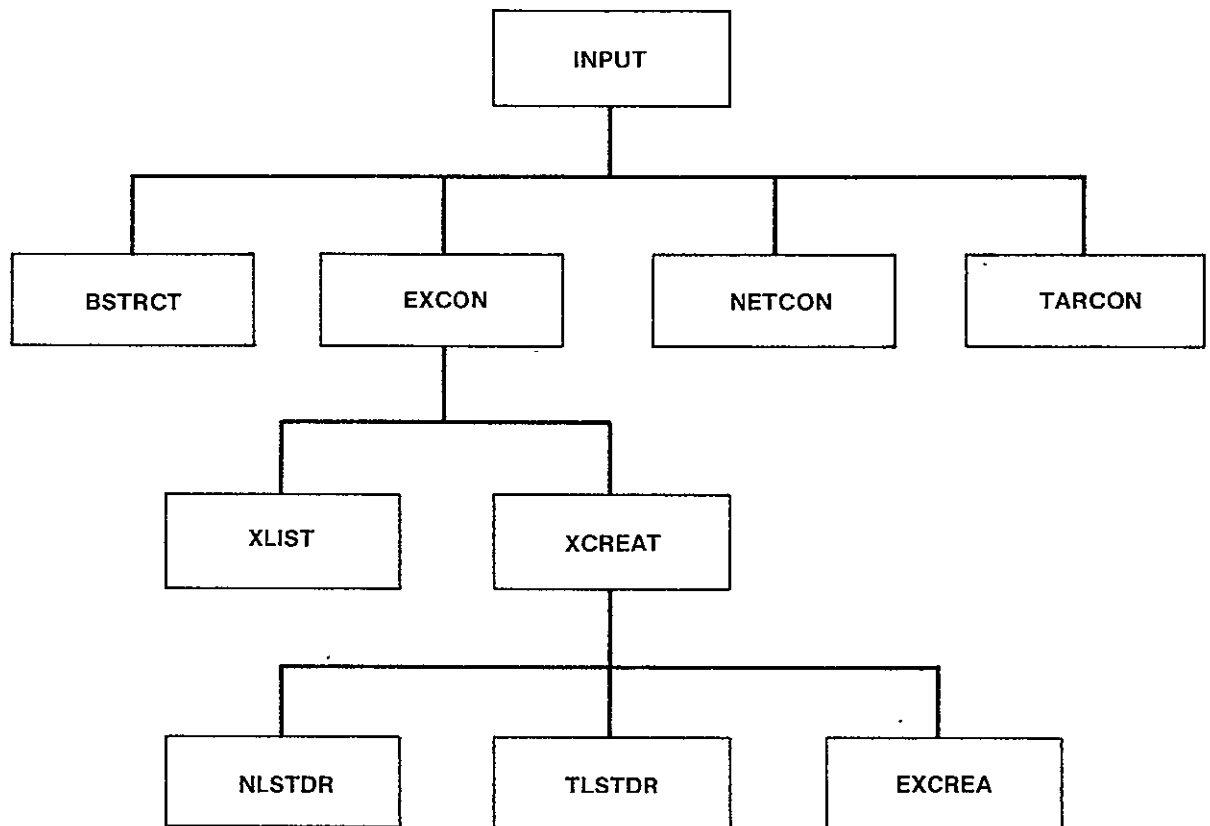 INPUT
BSTRCT
EXCON
NETCON
TARCON
XLIST
XCREAT
NLSTDR
TLSTDR
EXCREA